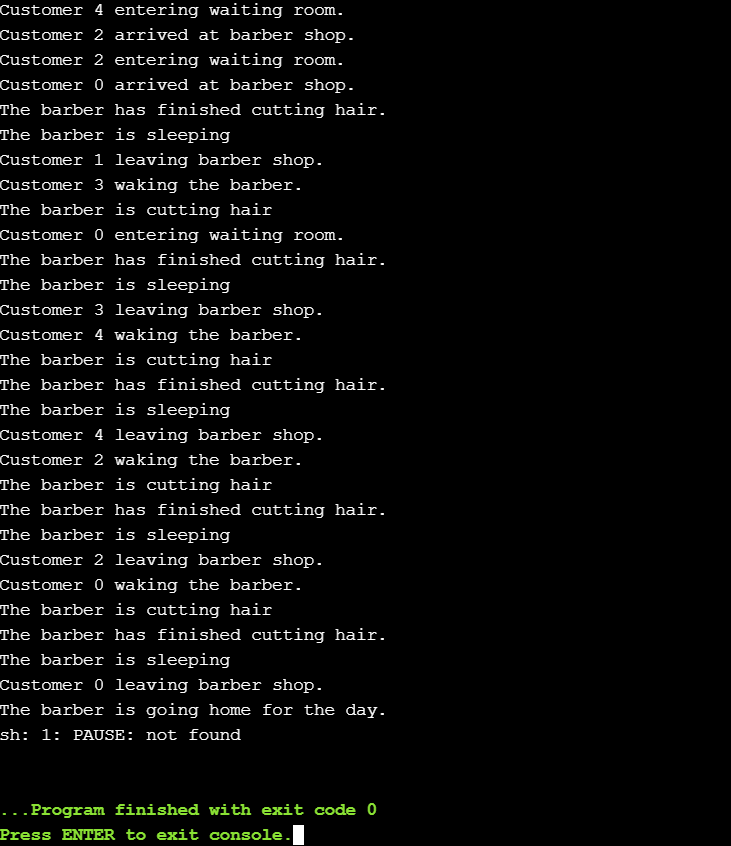 Customer 4 entering waiting room.
Customer 2 arrived at barber shop.
Customer 2 entering waiting room.
Customer 0 arrived at barber shop.
The barber has finished cutting hair.
The barber is sleeping
Customer 1 leaving barber shop.
Customer 3 waking the barber.
The barber is cutting hair
Customer 0 entering waiting room.
The barber has finished cutting hair.
The barber is sleeping
Customer 3 leaving barber shop.
Customer 4 waking the barber.
The barber is cutting hair
The barber has finished cutting hair.
The barber is sleeping
Customer 4 leaving barber shop.
Customer 2 waking the barber.
The barber is cutting hair
The barber has finished cutting hair.
The barber is sleeping
Customer 2 leaving barber shop.
Customer 0 waking the barber.
The barber is cutting hair
The barber has finished cutting hair.
The barber is sleeping
Customer 0 leaving barber shop.
The barber is going home for the day.
sh: 1: PAUSE: not found
...Program finished with exit code 0
Press ENTER to exit console.